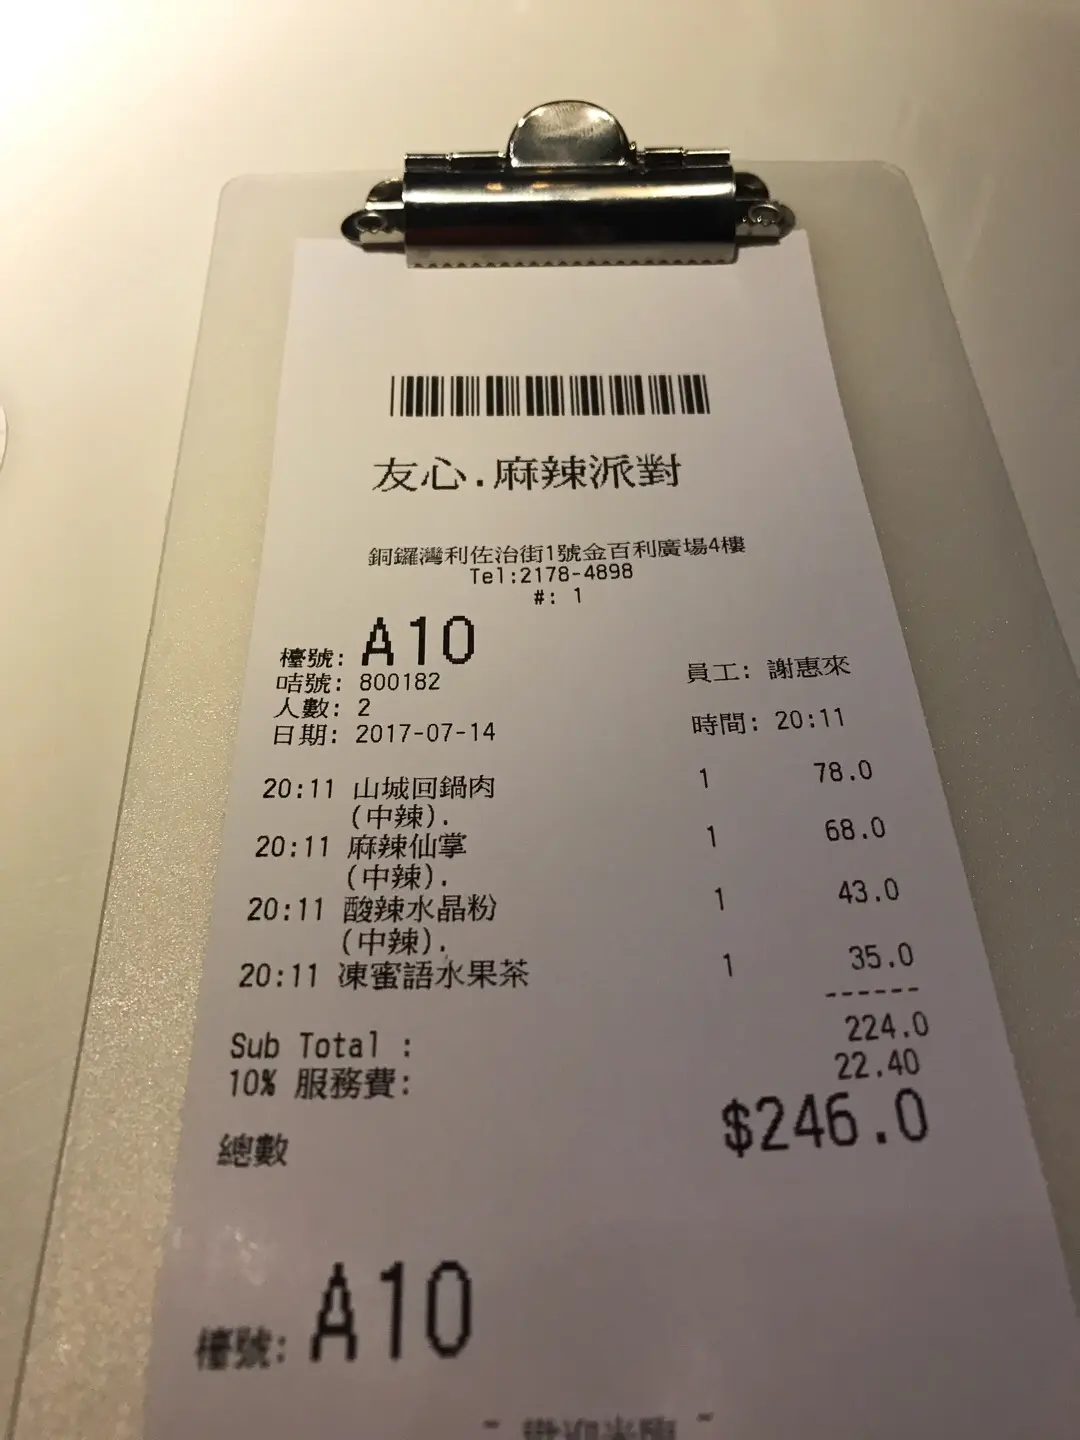 友心.麻辣派對
銅鑼灣利佐治街1號金百利廣場4樓
Tel:2178-4898
#: 1
檯號: A10
咭號: 800182 員工: 謝惠來
人數: 2
日期: 2017-07-14 時間: 20:11
20:11 山城回鍋肉 1 78.0
(中辣).
20:11 麻辣仙掌 1 68.0
(中辣).
20:11 酸辣水晶粉 1 43.0
(中辣).
20:11 凍蜜語水果茶 1 35.0
------
Sub Total : 224.0
10% 服務費: 22.40
總數 $246.0
檯號: A10